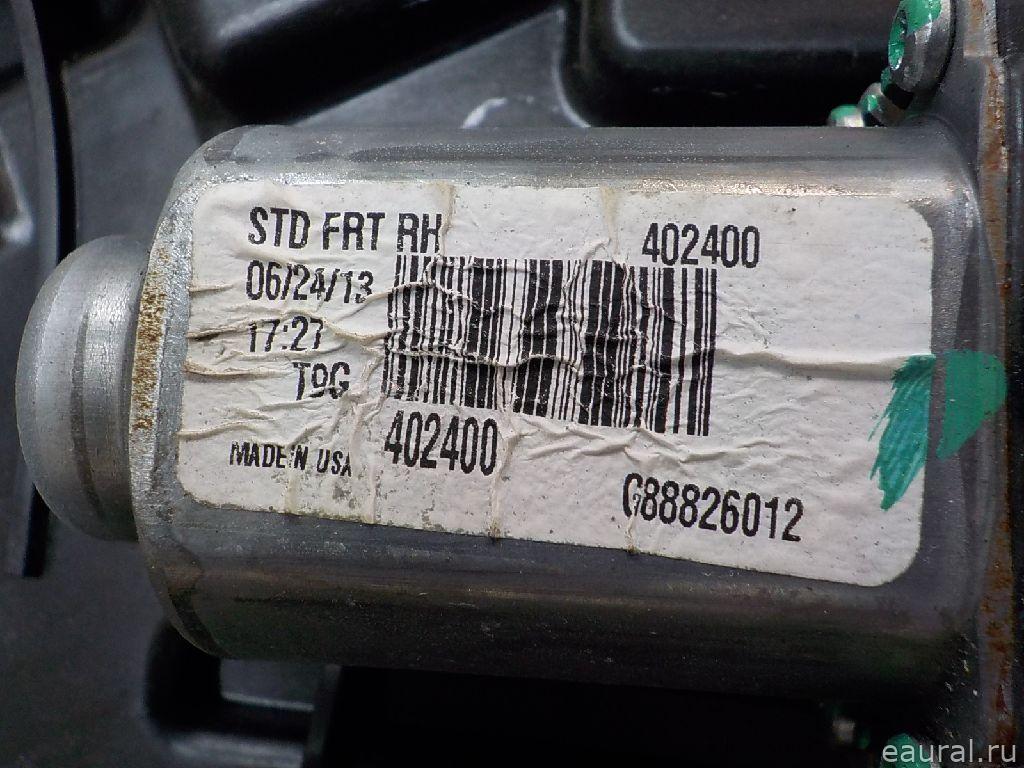 STD FRT RH
402400
06/24/13
17:27
T9G
402400
MADE IN USA
G88826012
eaural.ru